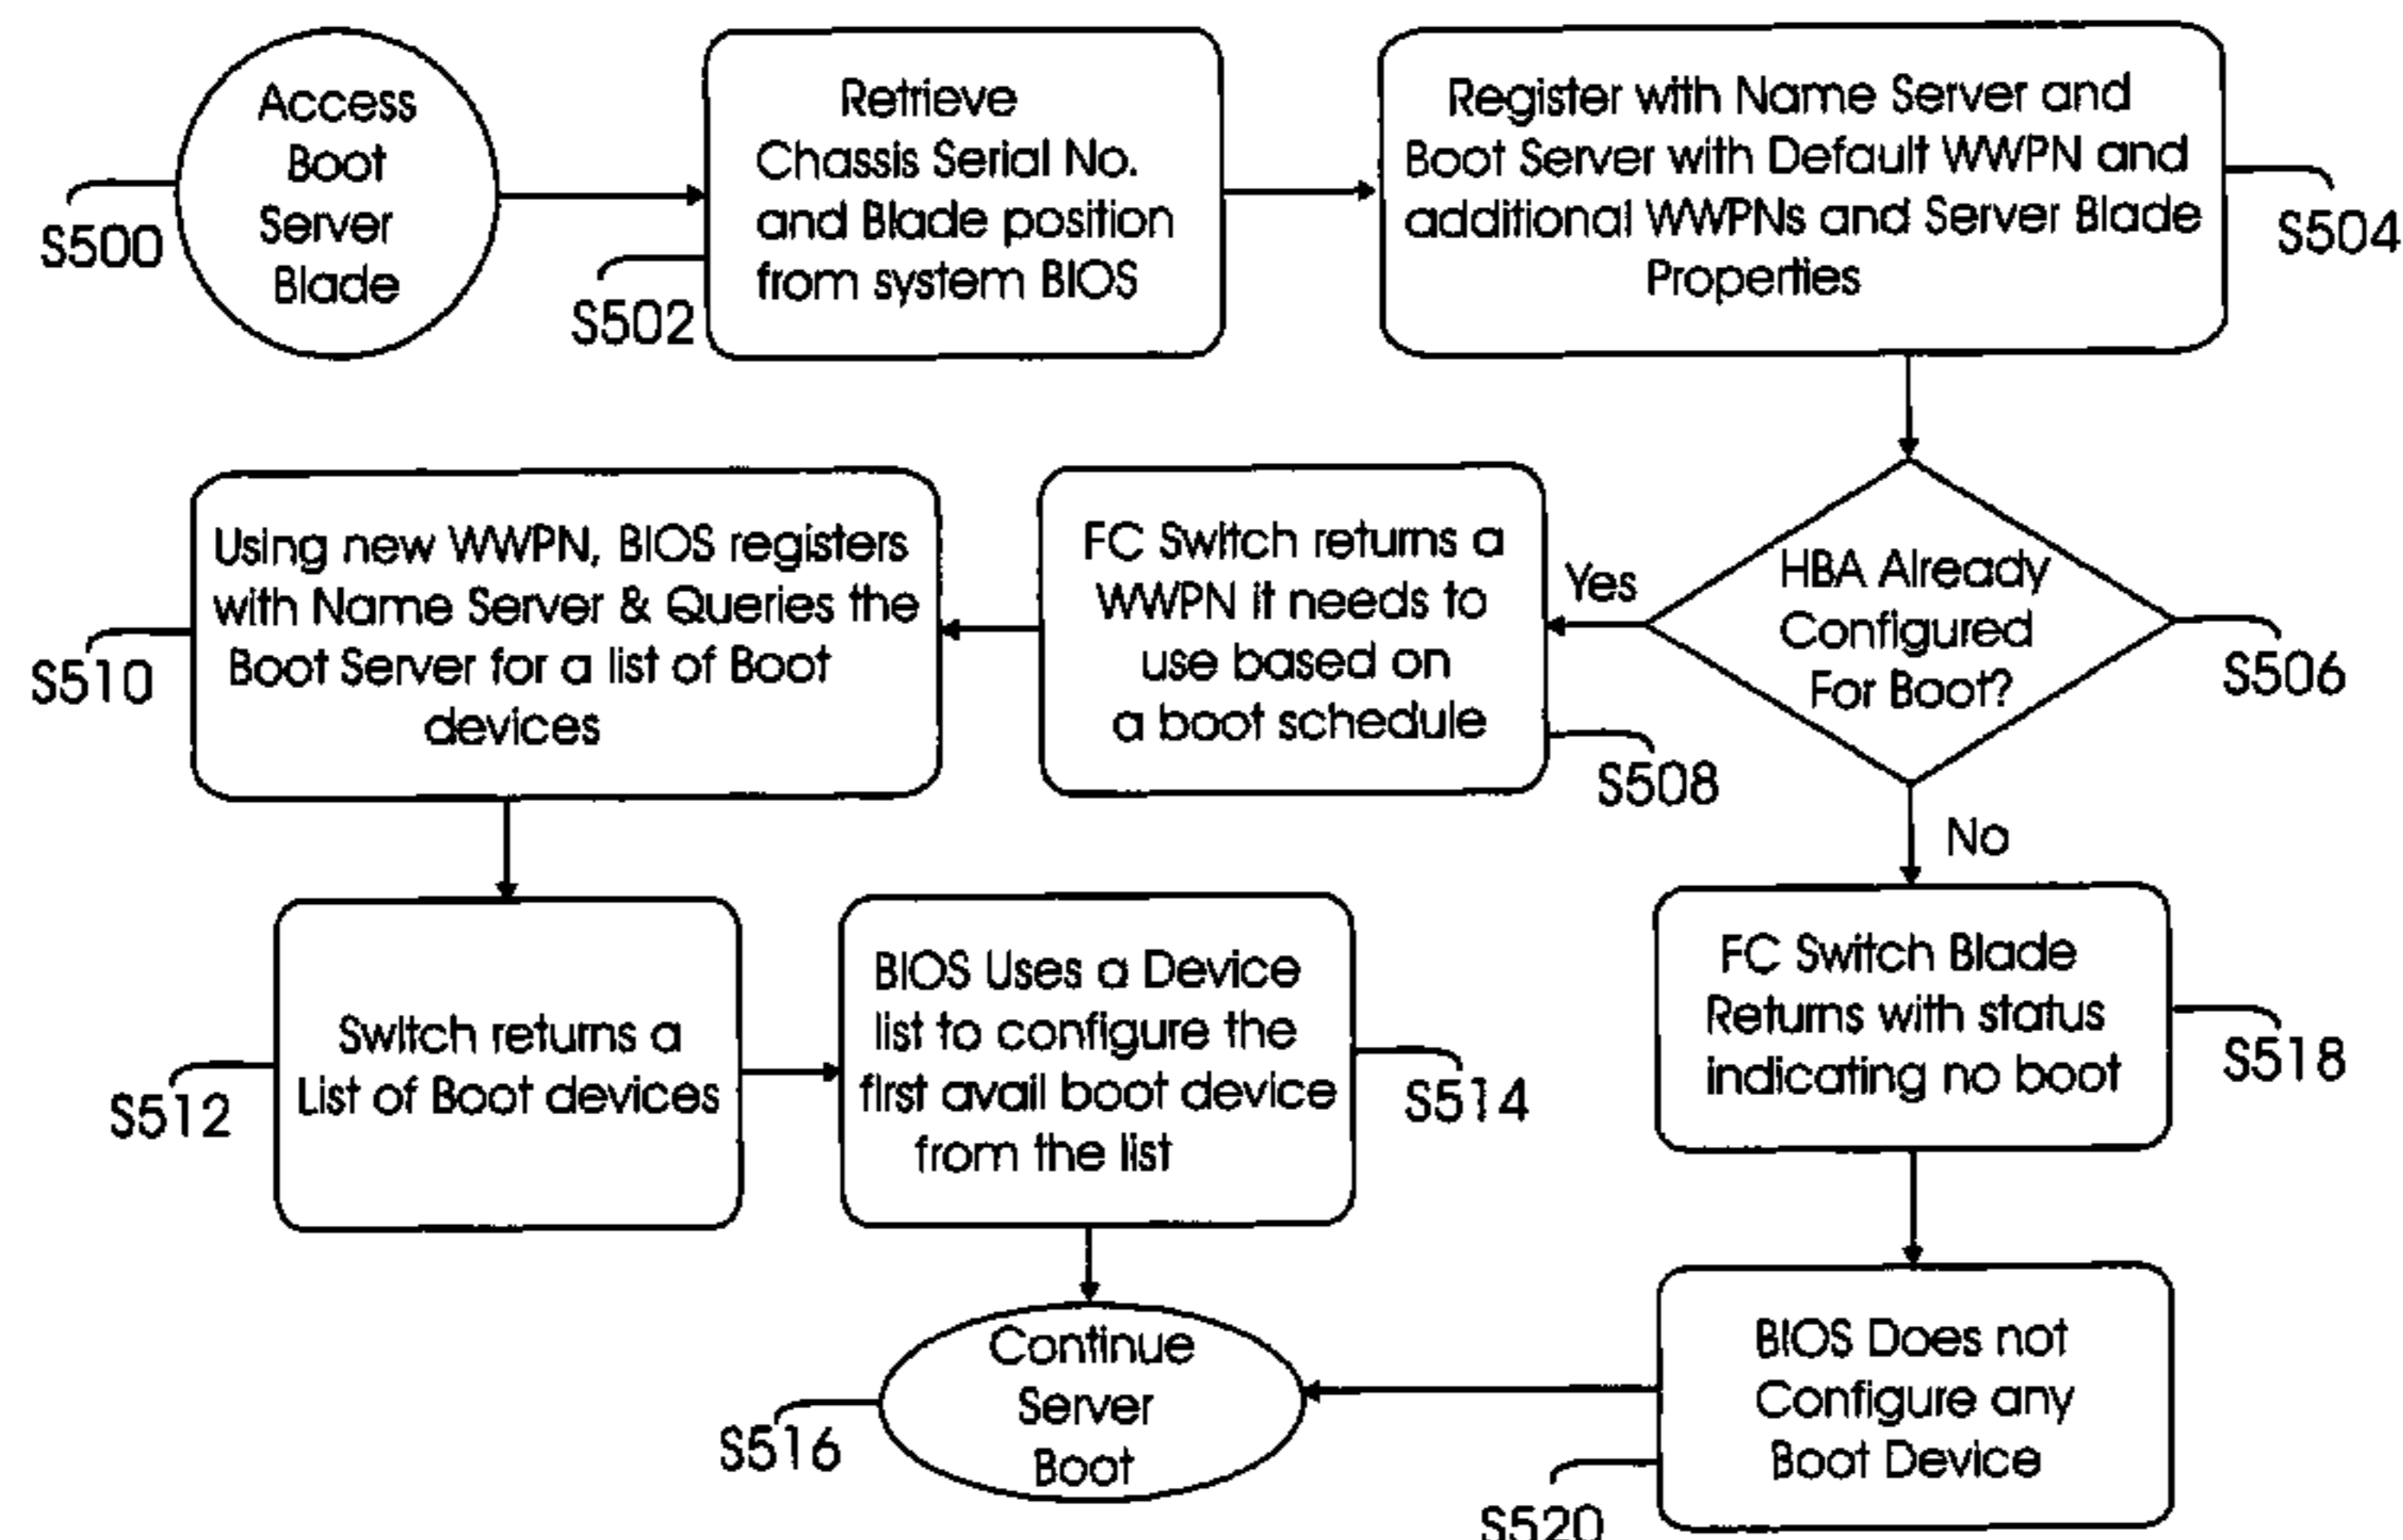 Access
Boot
Server
Blade
S500
Retrieve
Chassis Serial No.
and Blade position
from system BIOS
S502
Register with Name Server and
Boot Server with Default WWPN and
additional WWPNs and Server Blade
Properties
S504
HBA Already
Configured
For Boot?
S506
Yes
No
FC Switch returns a
WWPN it needs to
use based on
a boot schedule
S508
Using new WWPN, BIOS registers
with Name Server & Queries the
Boot Server for a list of Boot
devices
S510
Switch returns a
List of Boot devices
S512
BIOS Uses a Device
list to configure the
first avail boot device
from the list
S514
Continue
Server
Boot
S516
FC Switch Blade
Returns with status
indicating no boot
S518
BIOS Does not
Configure any
Boot Device
S520